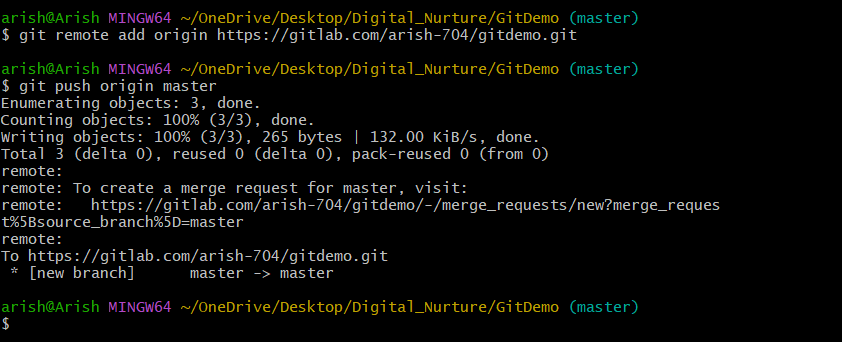 arish@Arish MINGW64 ~/OneDrive/Desktop/Digital_Nurture/GitDemo (master)
$ git remote add origin https://gitlab.com/arish-704/gitdemo.git
arish@Arish MINGW64 ~/OneDrive/Desktop/Digital_Nurture/GitDemo (master)
$ git push origin master
Enumerating objects: 3, done.
Counting objects: 100% (3/3), done.
Writing objects: 100% (3/3), 265 bytes | 132.00 KiB/s, done.
Total 3 (delta 0), reused 0 (delta 0), pack-reused 0 (from 0)
remote:
remote: To create a merge request for master, visit:
remote:   https://gitlab.com/arish-704/gitdemo/-/merge_requests/new?merge_reques
t%5Bsource_branch%5D=master
remote:
To https://gitlab.com/arish-704/gitdemo.git
 * [new branch]      master -> master
arish@Arish MINGW64 ~/OneDrive/Desktop/Digital_Nurture/GitDemo (master)
$